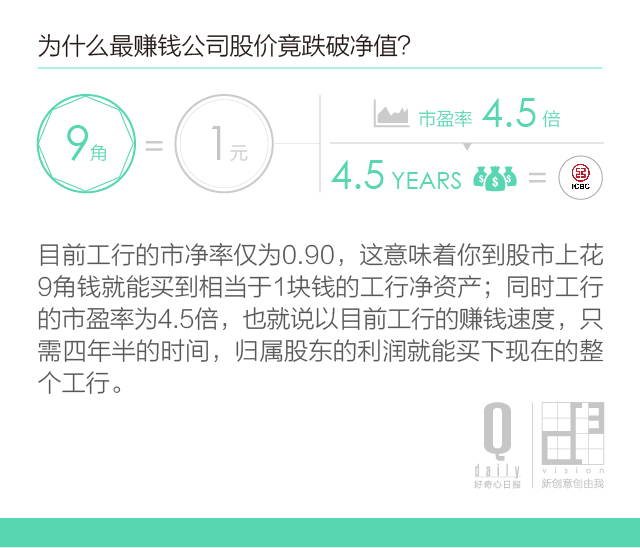 为什么最赚钱公司股价竟跌破净值?
9角 = 1元
市盈率 4.5 倍
4.5 YEARS $ $ $ = ICBC
目前工行的市净率仅为0.90，这意味着你到股市上花
9角钱就能买到相当于1块钱的工行净资产；同时工行
的市盈率为4.5倍，也就说以目前工行的赚钱速度，只
需四年半的时间，归属股东的利润就能买下现在的整
个工行。
Q daily
好奇心日报
vision
新创意创由我